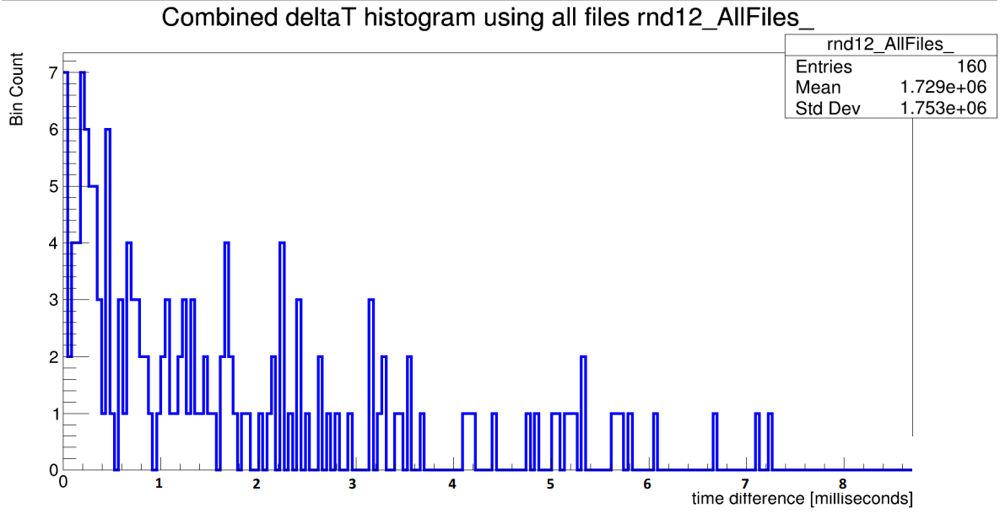 Combined deltaT histogram using all files rnd12_AllFiles_
rnd12_AllFiles_
Entries 160
Mean 1.729e+06
Std Dev 1.753e+06
Bin Count
7
6
5
4
3
2
1
0
0 1 2 3 4 5 6 7 8
time difference [milliseconds]